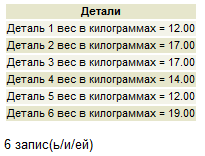 Детали
Деталь 1 вес в килограммах = 12.00
Деталь 2 вес в килограммах = 17.00
Деталь 3 вес в килограммах = 17.00
Деталь 4 вес в килограммах = 14.00
Деталь 5 вес в килограммах = 12.00
Деталь 6 вес в килограммах = 19.00
6 запис(ь/и/ей)